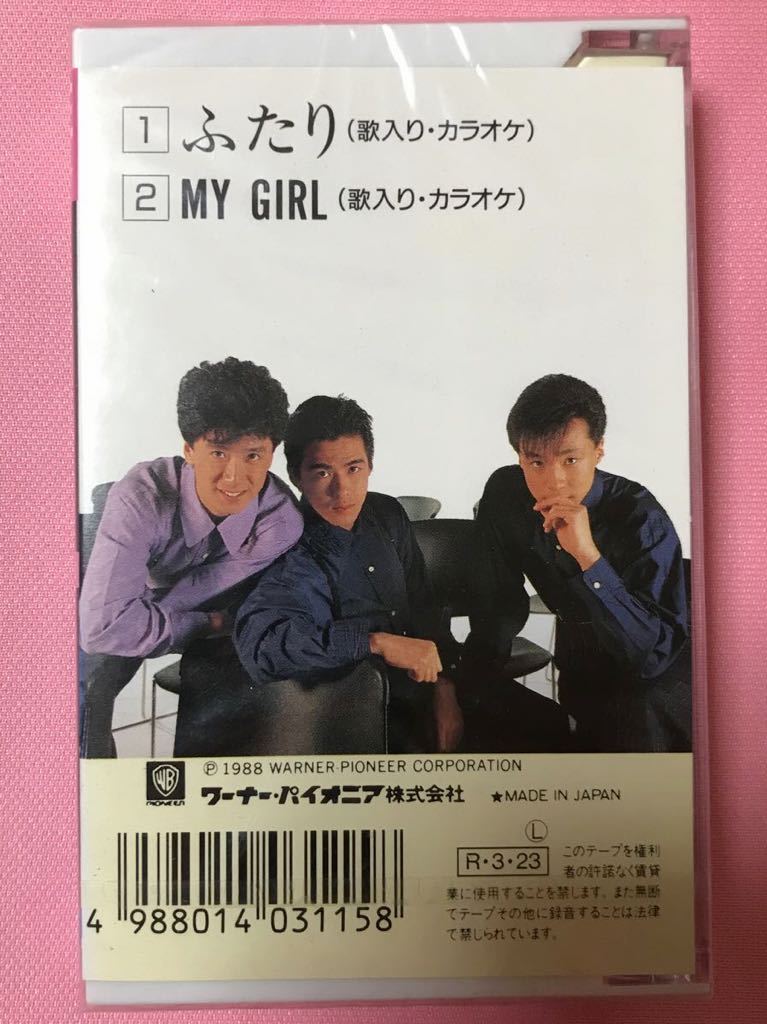 1 ふたり(歌入り・カラオケ)
2 MY GIRL(歌入り・カラオケ)
WB PIONEER
Ⓟ 1988 WARNER-PIONEER CORPORATION
ワーナー・パイオニア株式会社 ★MADE IN JAPAN
Ⓛ
R・3・23
このテープを権利
者の許諾なく賃貸
業に使用することを禁じます。また無断
でテープその他に録音することは法律
で禁じられています。
4 988014 031158